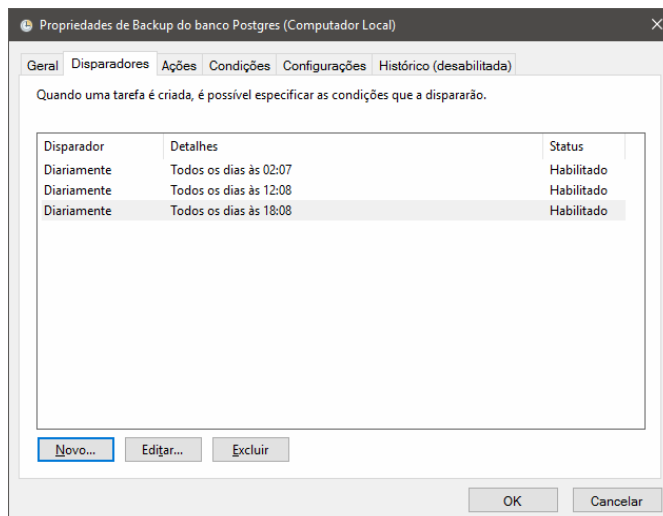 Propriedades de Backup do banco Postgres (Computador Local)
Geral Disparadores Ações Condições Configurações Histórico (desabilitada)
Quando uma tarefa é criada, é possível especificar as condições que a dispararão.
Disparador Detalhes Status
Diariamente Todos os dias às 02:07 Habilitado
Diariamente Todos os dias às 12:08 Habilitado
Diariamente Todos os dias às 18:08 Habilitado
Novo... Editar... Excluir
OK Cancelar